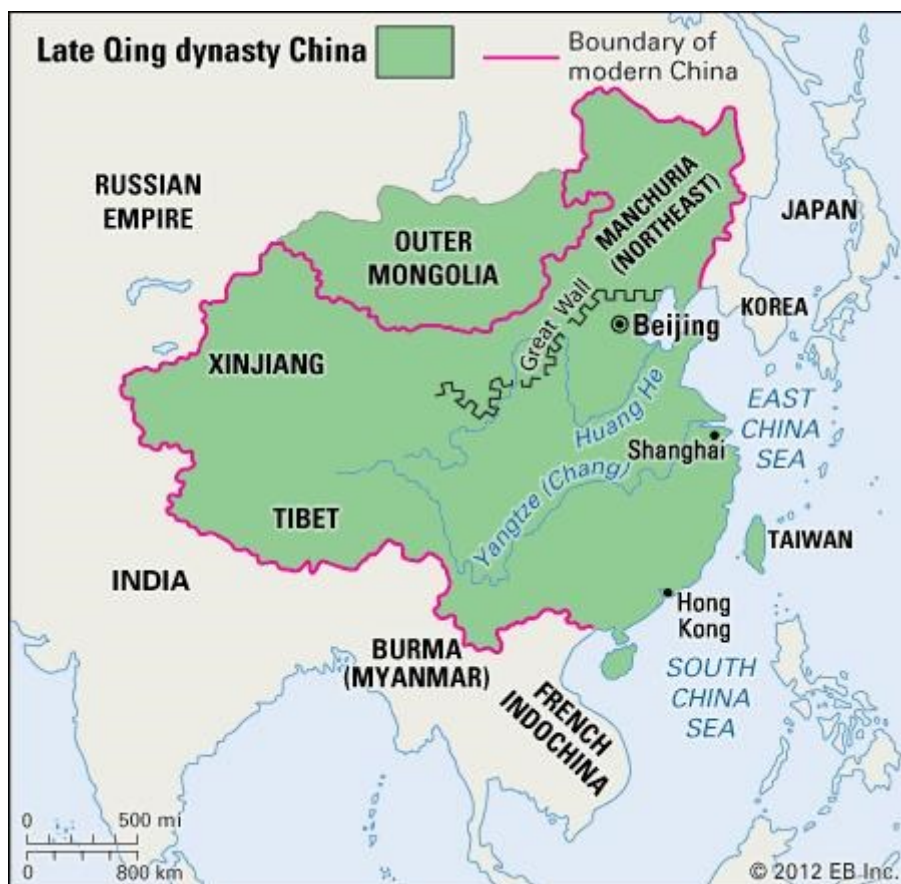 Late Qing dynasty China
Boundary of
modern China
RUSSIAN
EMPIRE
OUTER
MONGOLIA
MANCHURIA
(NORTHEAST)
JAPAN
KOREA
Great Wall
Beijing
XINJIANG
Huang He
EAST
CHINA
SEA
Shanghai
Yangtze (Chang)
TIBET
TAIWAN
INDIA
Hong
Kong
BURMA
(MYANMAR)
SOUTH
CHINA
SEA
FRENCH
INDOCHINA
0 500 mi
0 800 km
© 2012 EB Inc.